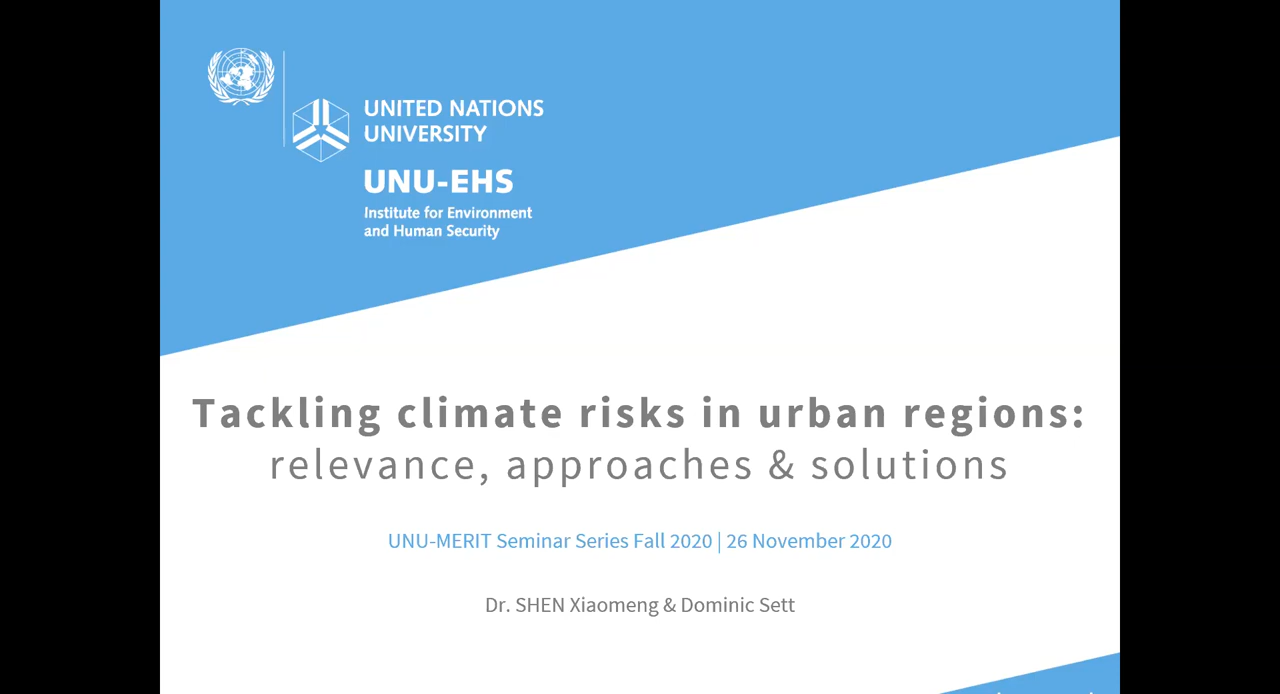 UNITED NATIONS
UNIVERSITY
UNU-EHS
Institute for Environment
and Human Security
Tackling climate risks in urban regions:
relevance, approaches & solutions
UNU-MERIT Seminar Series Fall 2020 | 26 November 2020
Dr. SHEN Xiaomeng & Dominic Sett